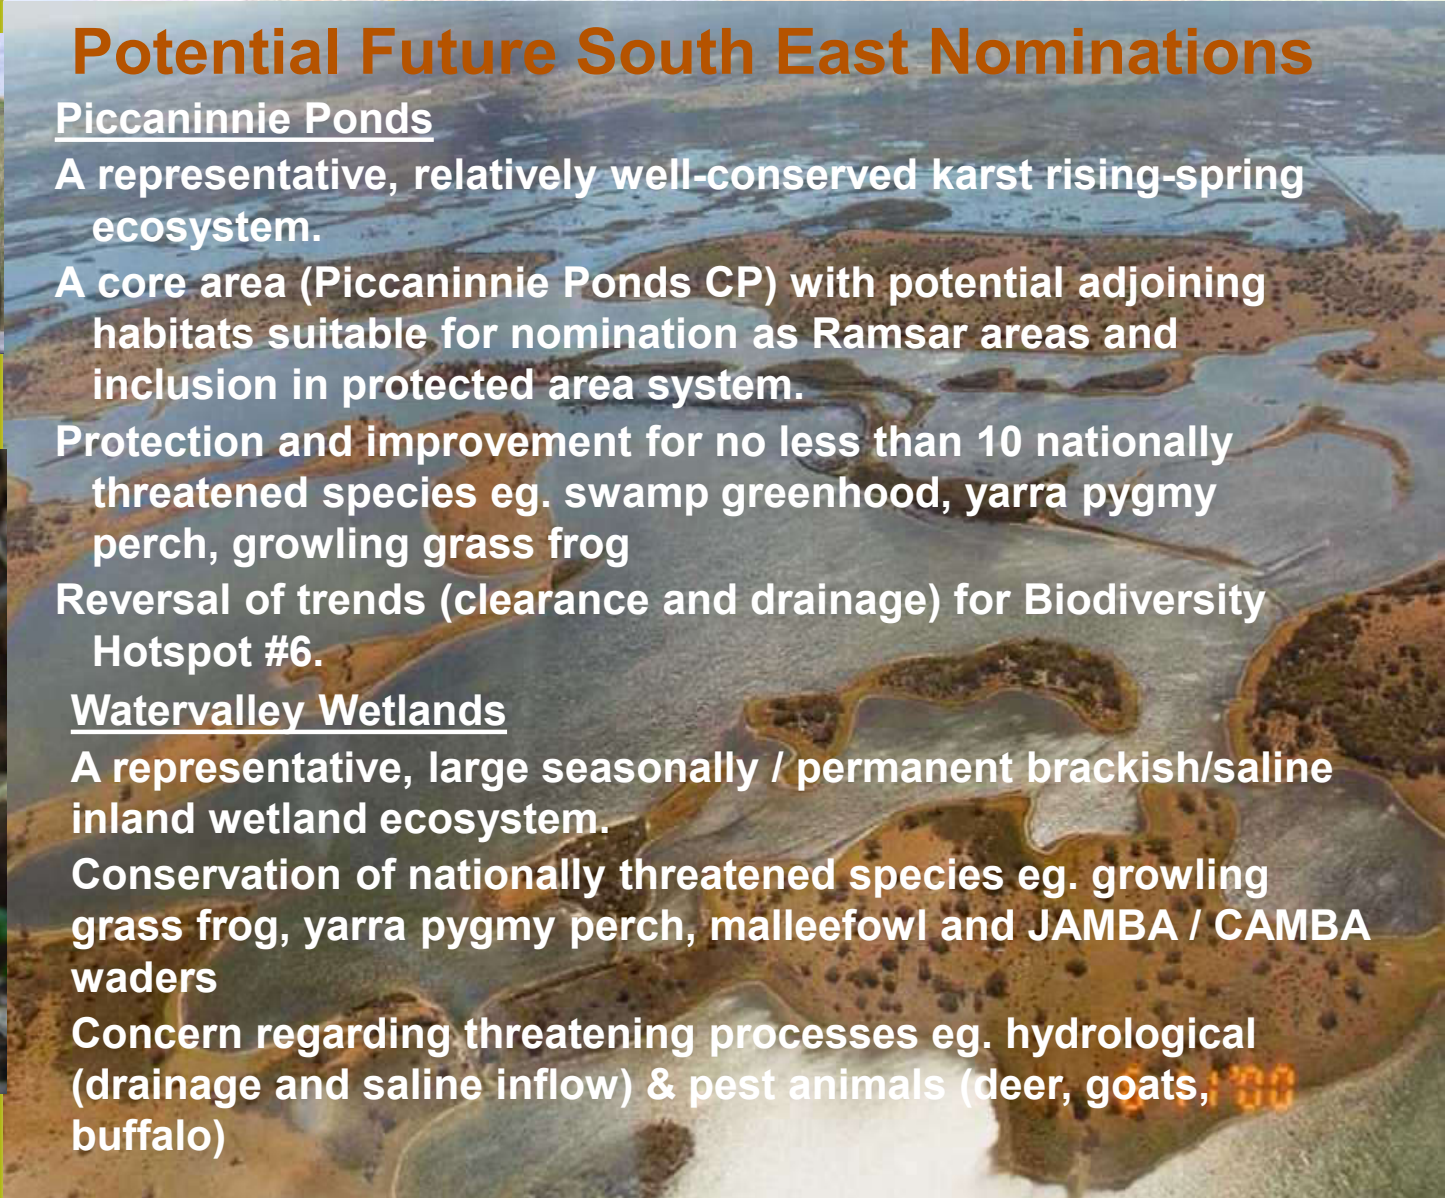 Potential Future South East Nominations
Piccaninnie Ponds
A representative, relatively well-conserved karst rising-spring
ecosystem.
A core area (Piccaninnie Ponds CP) with potential adjoining
habitats suitable for nomination as Ramsar areas and
inclusion in protected area system.
Protection and improvement for no less than 10 nationally
threatened species eg. swamp greenhood, yarra pygmy
perch, growling grass frog
Reversal of trends (clearance and drainage) for Biodiversity
Hotspot #6.
Watervalley Wetlands
A representative, large seasonally / permanent brackish/saline
inland wetland ecosystem.
Conservation of nationally threatened species eg. growling
grass frog, yarra pygmy perch, malleefowl and JAMBA / CAMBA
waders
Concern regarding threatening processes eg. hydrological
(drainage and saline inflow) & pest animals (deer, goats,
buffalo)